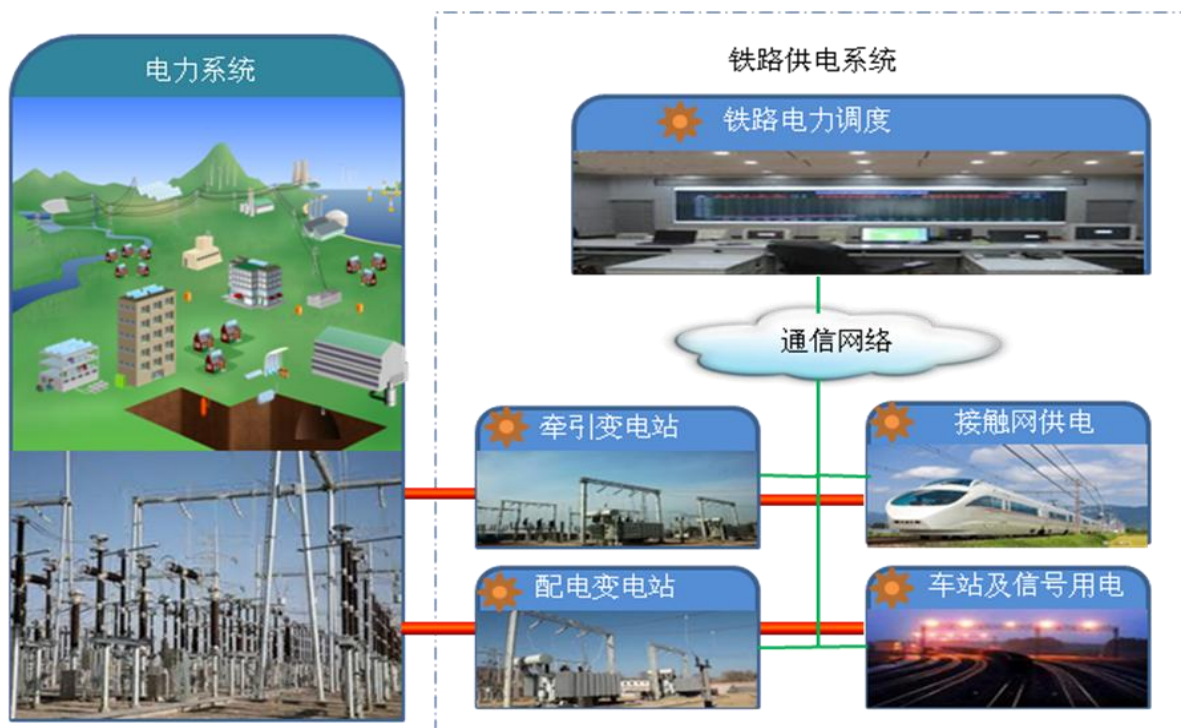 电力系统
铁路供电系统
铁路电力调度
通信网络
牵引变电站
接触网供电
配电变电站
车站及信号用电